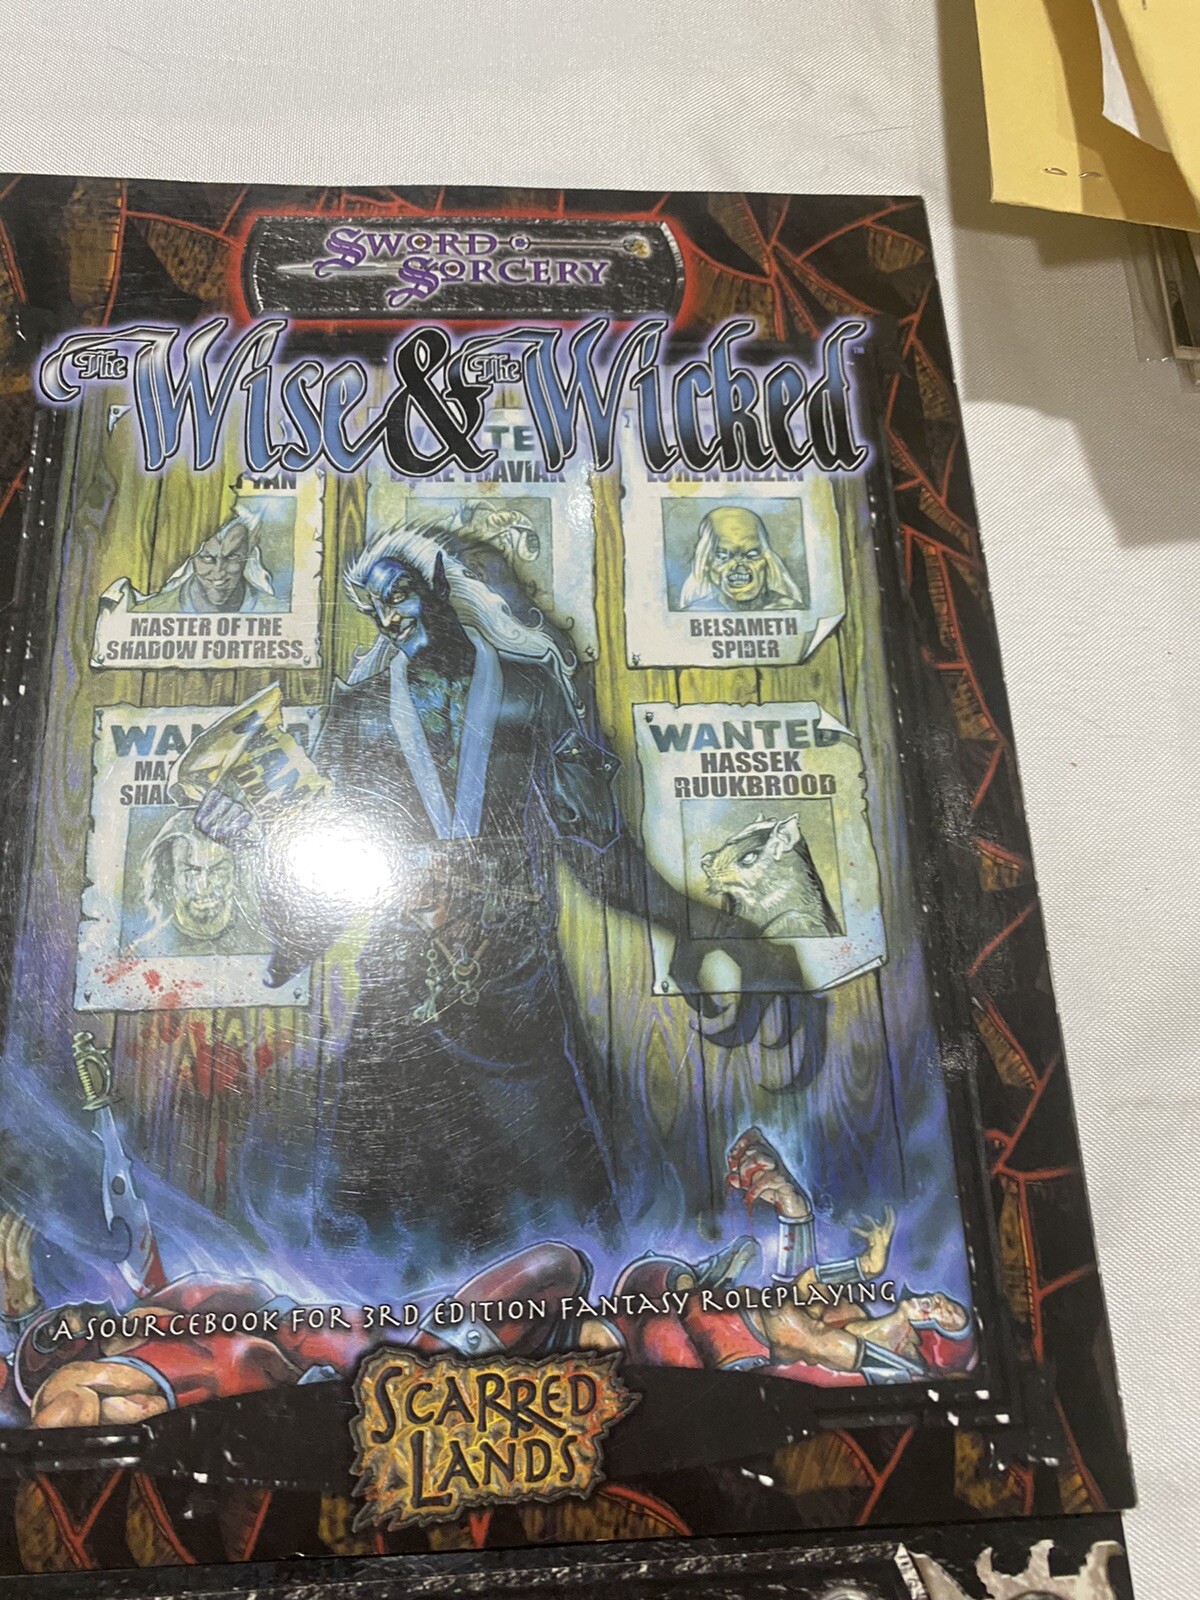 SWORD
SORCERY
The Wise & The Wicked™
MASTER OF THE
SHADOW FORTRESS
BELSAMETH
SPIDER
WANTED
HASSEK
RUUKBROOD
A SOURCEBOOK FOR 3RD EDITION FANTASY ROLEPLAYING
SCARRED
LANDS